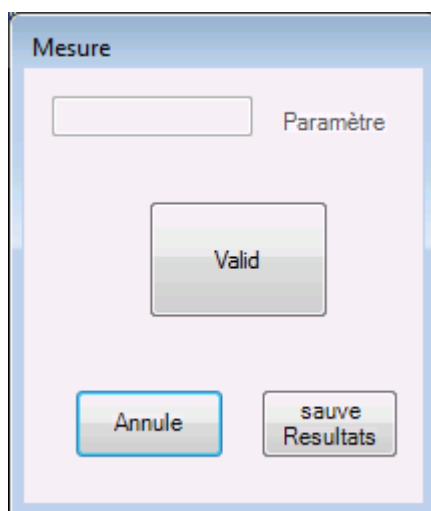 Mesure
Paramètre
Valid
Annule
sauve
Resultats